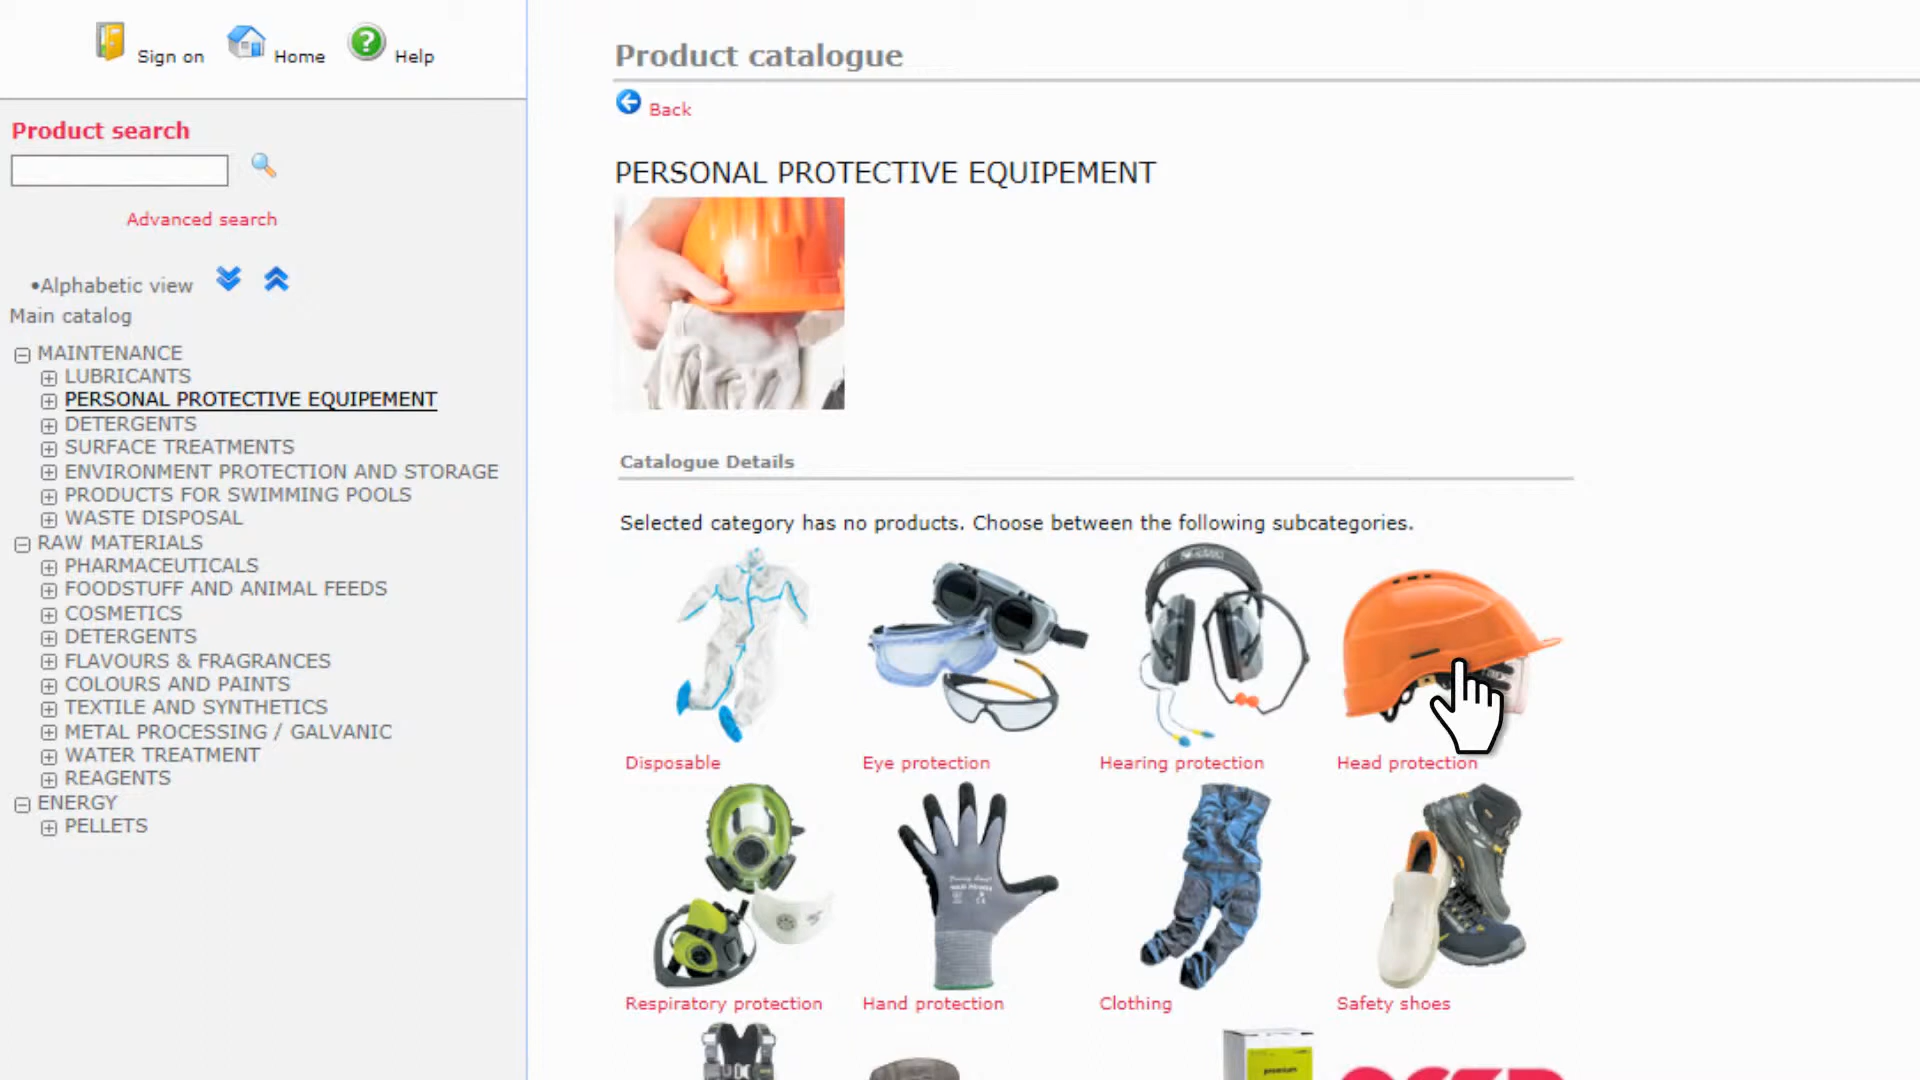 Sign on
Home
Help
Product search
Advanced search
•Alphabetic view
Main catalog
MAINTENANCE
LUBRICANTS
PERSONAL PROTECTIVE EQUIPEMENT
DETERGENTS
SURFACE TREATMENTS
ENVIRONMENT PROTECTION AND STORAGE
PRODUCTS FOR SWIMMING POOLS
WASTE DISPOSAL
RAW MATERIALS
PHARMACEUTICALS
FOODSTUFF AND ANIMAL FEEDS
COSMETICS
DETERGENTS
FLAVOURS & FRAGRANCES
COLOURS AND PAINTS
TEXTILE AND SYNTHETICS
METAL PROCESSING / GALVANIC
WATER TREATMENT
REAGENTS
ENERGY
PELLETS
Product catalogue
Back
PERSONAL PROTECTIVE EQUIPEMENT
Catalogue Details
Selected category has no products. Choose between the following subcategories.
Disposable
Eye protection
Hearing protection
Head protection
Respiratory protection
Hand protection
Clothing
Safety shoes
premium